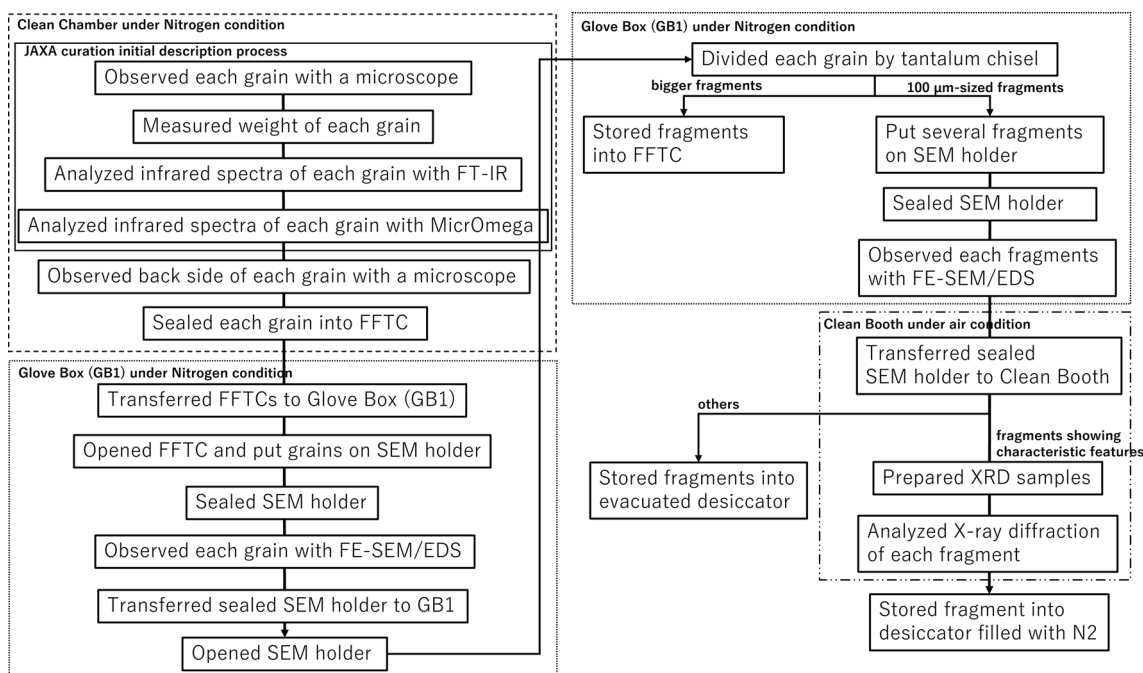 Clean Chamber under Nitrogen condition
JAXA curation initial description process
Observed each grain with a microscope
Measured weight of each grain
Analyzed infrared spectra of each grain with FT-IR
Analyzed infrared spectra of each grain with MicrOmega
Observed back side of each grain with a microscope
Sealed each grain into FFTC
Glove Box (GB1) under Nitrogen condition
Transferred FFTCs to Glove Box (GB1)
Opened FFTC and put grains on SEM holder
Sealed SEM holder
Observed each grain with FE-SEM/EDS
Transferred sealed SEM holder to GB1
Opened SEM holder
Glove Box (GB1) under Nitrogen condition
Divided each grain by tantalum chisel
bigger fragments
100 μm-sized fragments
Stored fragments
into FFTC
Put several fragments
on SEM holder
Sealed SEM holder
Observed each fragments
with FE-SEM/EDS
Clean Booth under air condition
Transferred sealed
SEM holder to Clean Booth
others
fragments showing
characteristic features
Stored fragments into
evacuated desiccator
Prepared XRD samples
Analyzed X-ray diffraction
of each fragment
Stored fragment into
desiccator filled with N2